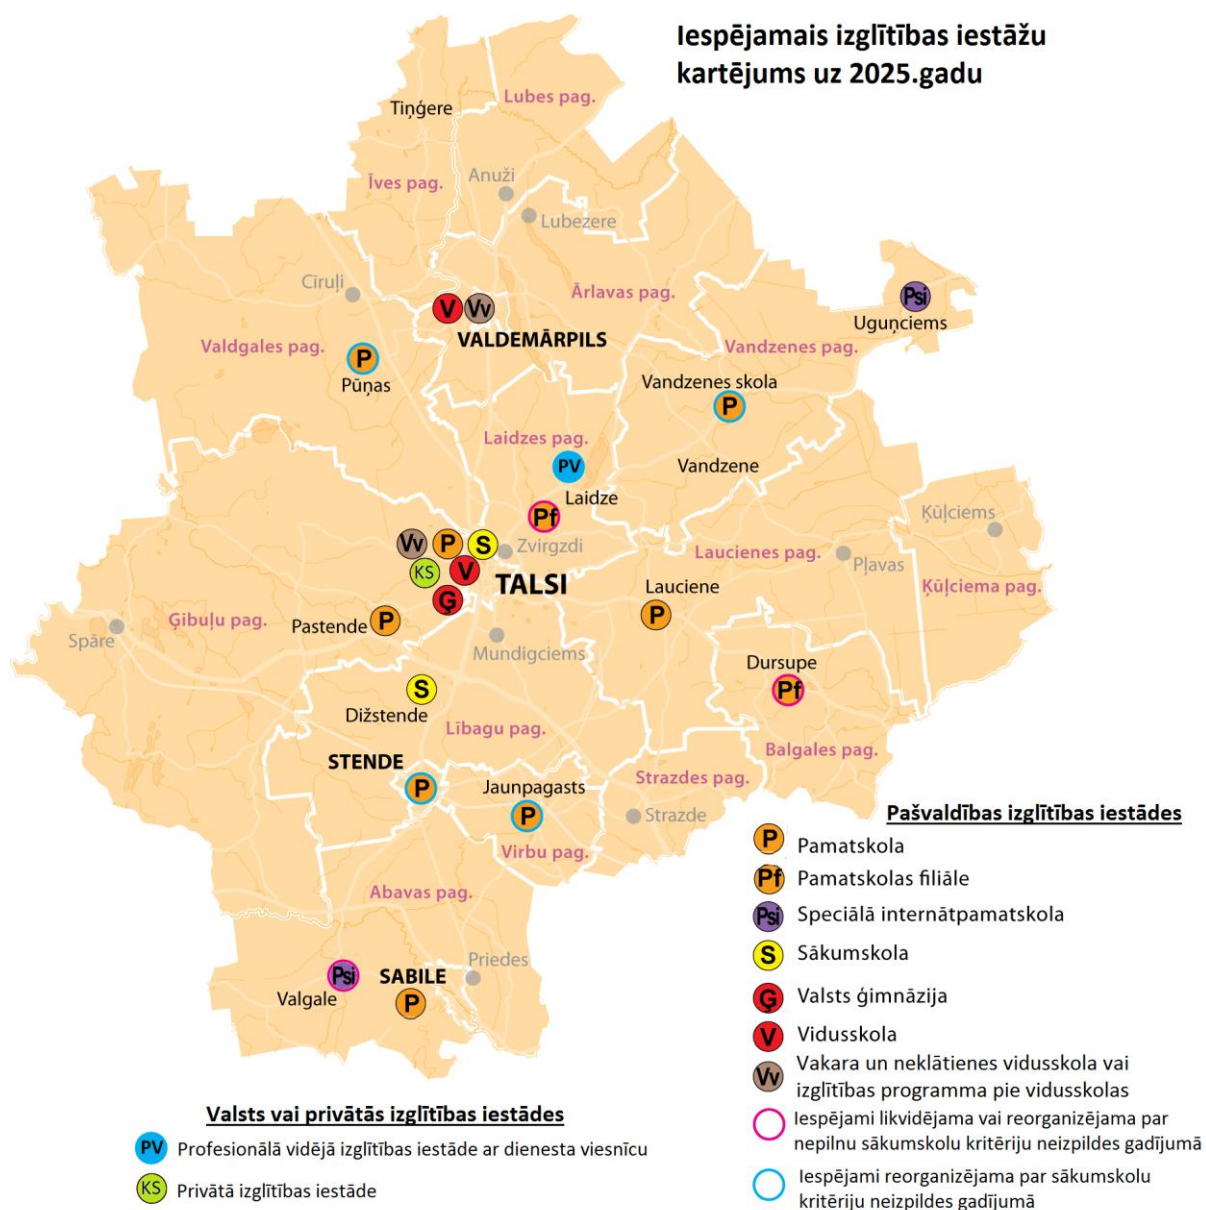 Iespējamais izglītības iestāžu
kartējums uz 2025.gadu
Tiņģere
Lubes pag.
Īves pag.
Anuži
Lubezere
Cīruļi
Ārlavas pag.
Psi
Uguņciems
V Vv
VALDEMĀRPILS
Valdgales pag.
Vandzenes pag.
P
Pūņas
Vandzenes skola
P
Laidzes pag.
PV
Laidze
Vandzene
Pf
Ķūļciems
Vv P S
Zvirgzdi
Laucienes pag.
Pļavas
KS V
TALSI
Lauciene
Ķūļciema pag.
Ģ
P
Ģibuļu pag.
Pastende P
Spāre
Mundigciems
Dursupe
Pf
S
Dižstende
Lībagu pag.
Balgales pag.
STENDE
P
Jaunpagasts
P
Strazdes pag.
Strazde
Virbu pag.
Abavas pag.
Priedes
Psi
Valgale
SABILE
P
Pašvaldības izglītības iestādes
P Pamatskola
Pf Pamatskolas filiāle
Psi Speciālā internātpamatskola
S Sākumskola
Ģ Valsts ģimnāzija
V Vidusskola
Vv Vakara un neklātienes vidusskola vai
izglītības programma pie vidusskolas
Iespējami likvidējama vai reorganizējama par
nepilnu sākumskolu kritēriju neizpildes gadījumā
Iespējami reorganizējama par sākumskolu
kritēriju neizpildes gadījumā
Valsts vai privātās izglītības iestādes
PV Profesionālā vidējā izglītības iestāde ar dienesta viesnīcu
KS Privātā izglītības iestāde